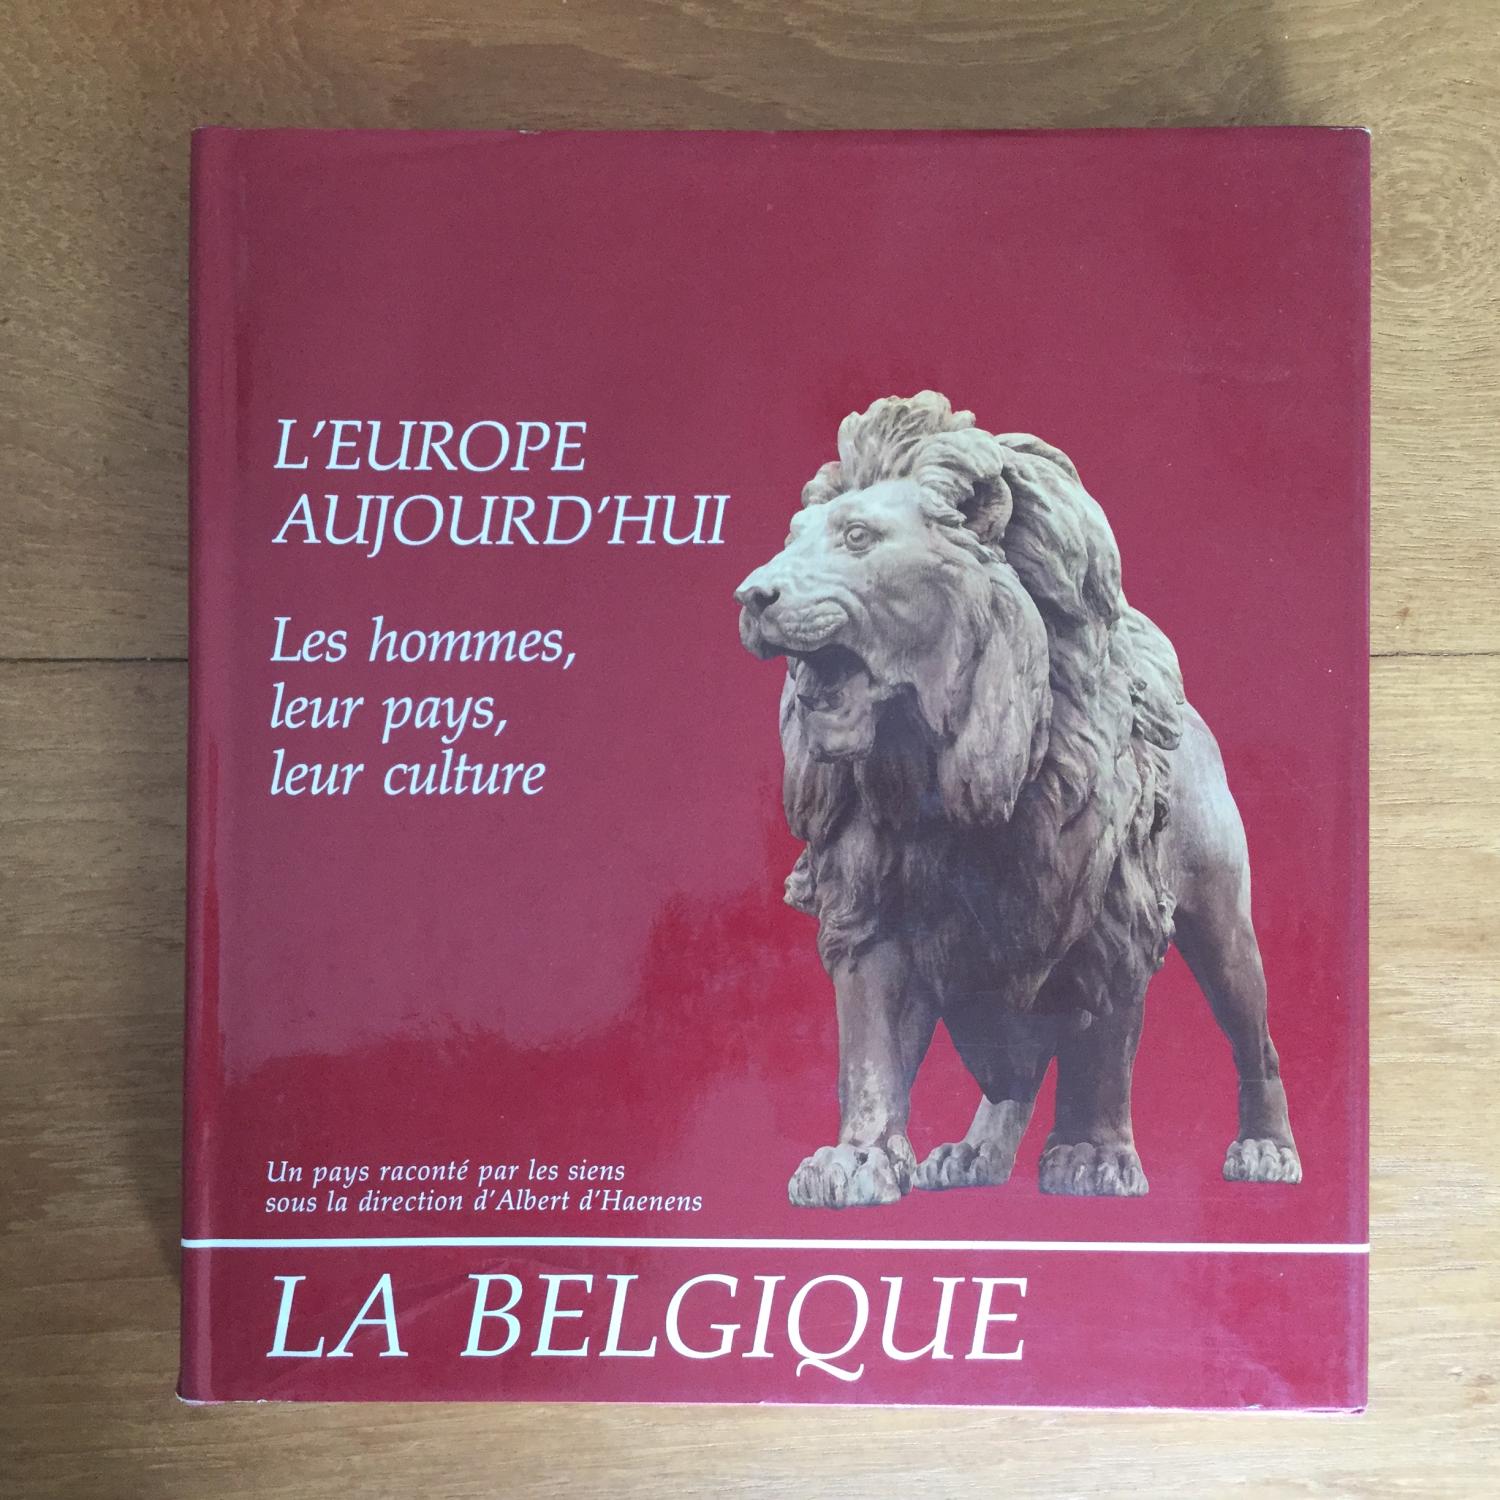 L'EUROPE
AUJOURD'HUI
Les hommes,
leur pays,
leur culture
Un pays raconté par les siens
sous la direction d'Albert d'Haenens
LA BELGIQUE